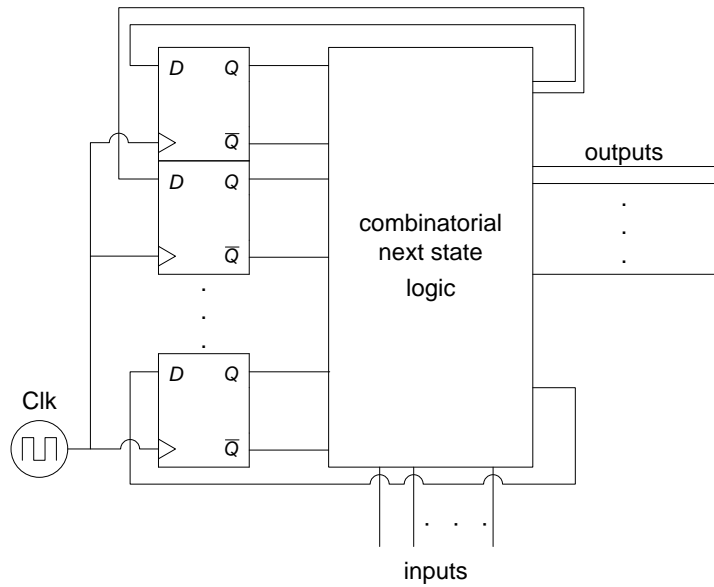 D Q
Q̅
D Q
Q̅
outputs
combinatorial
next state
logic
. . .
. . .
D Q
Q̅
Clk
. . .
inputs